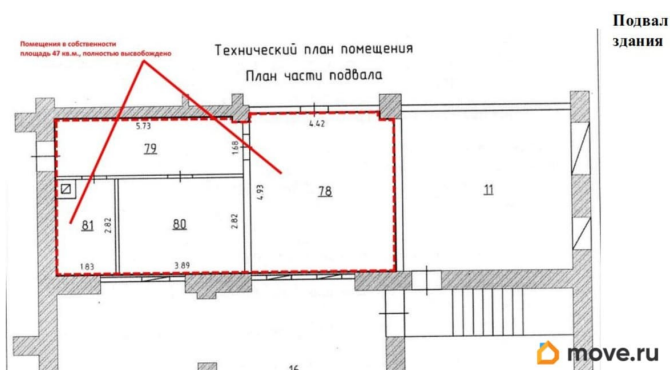 Подвал
здания
Помещения в собственности
площадь 47 кв.м., полностью высвобождено
Технический план помещения
План части подвала
5.73
4.42
79
1.68
4.93
78
11
81
2.82
80
2.82
1.83
3.89
16
move.ru